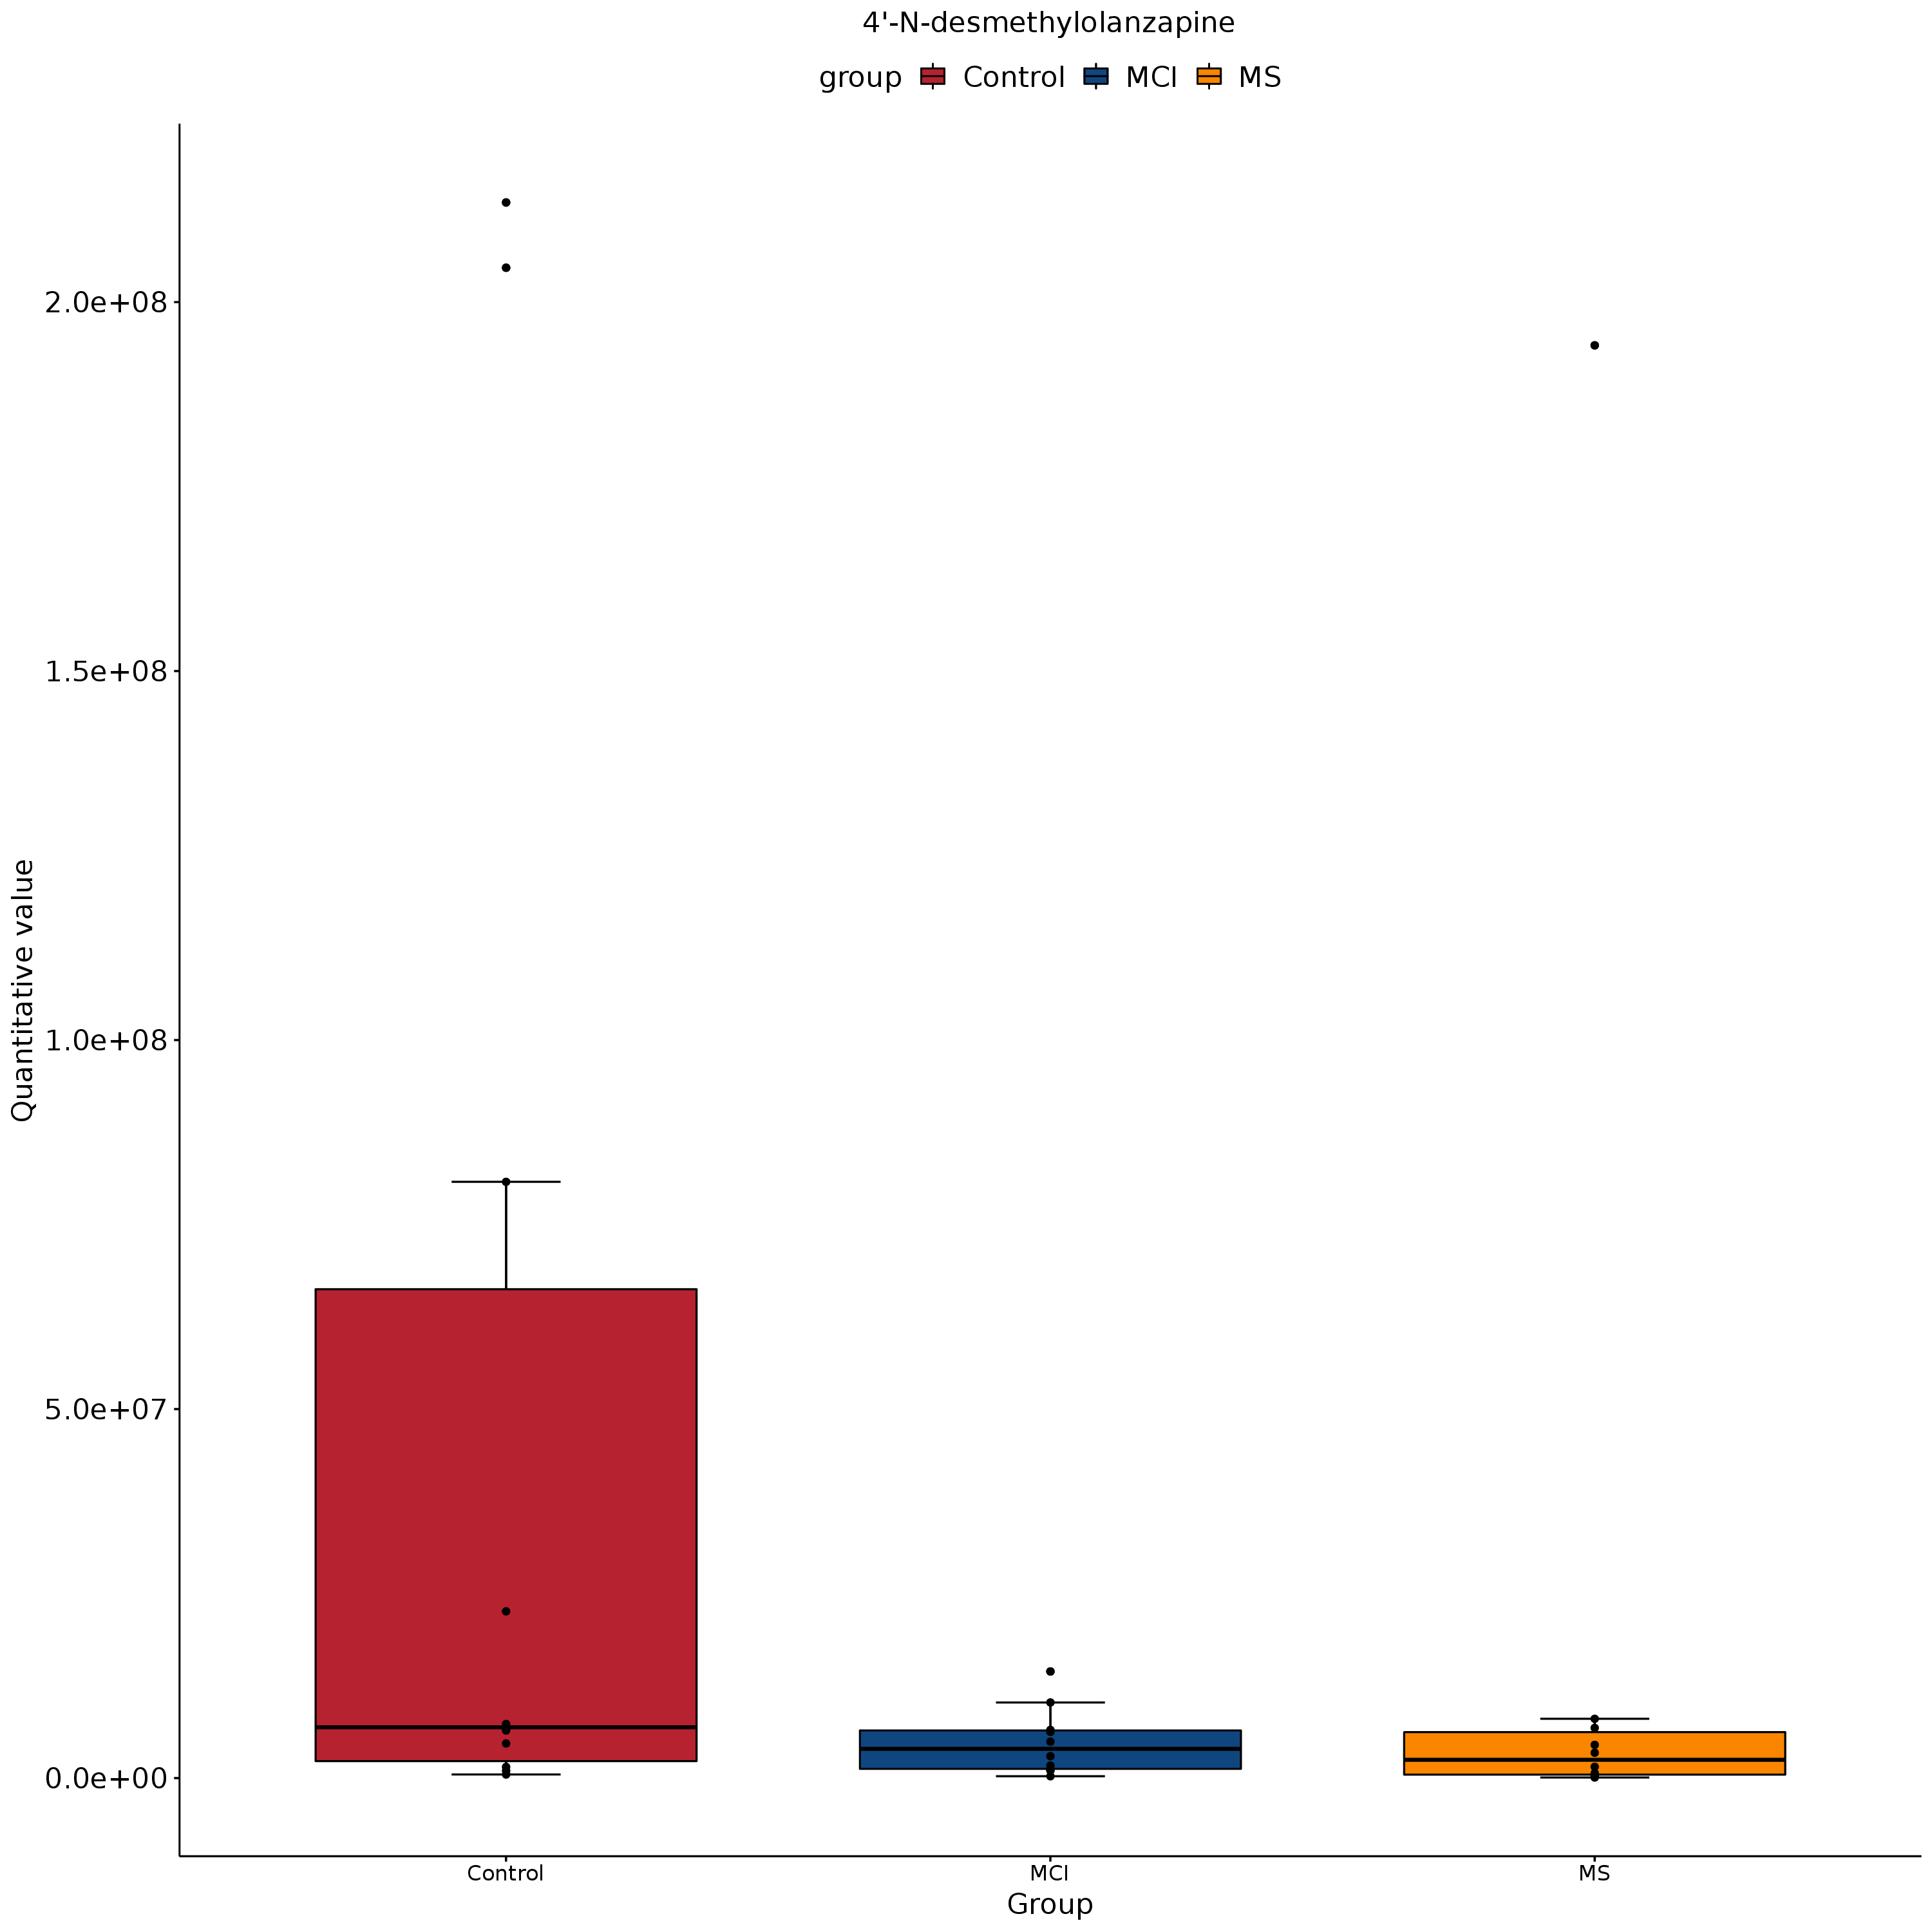 4'-N-desmethylolanzapine
group Control MCI MS
2.0e+08
1.5e+08
1.0e+08
5.0e+07
0.0e+00
Quantitative value
Control MCI MS
Group